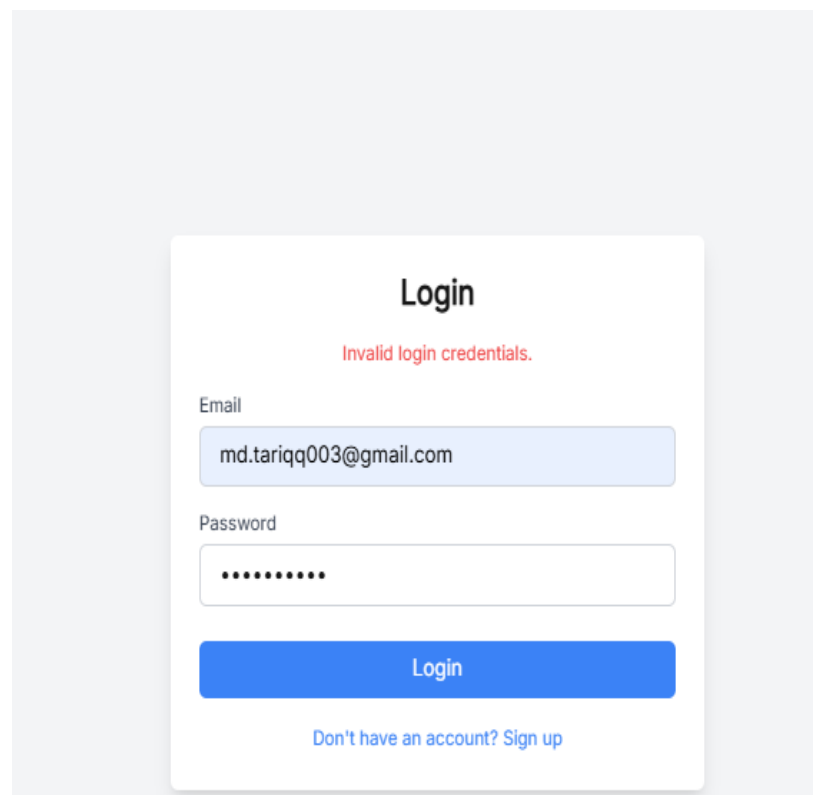 Login
Invalid login credentials.
Email
md.tariqq003@gmail.com
Password
••••••••••
Login
Don't have an account? Sign up